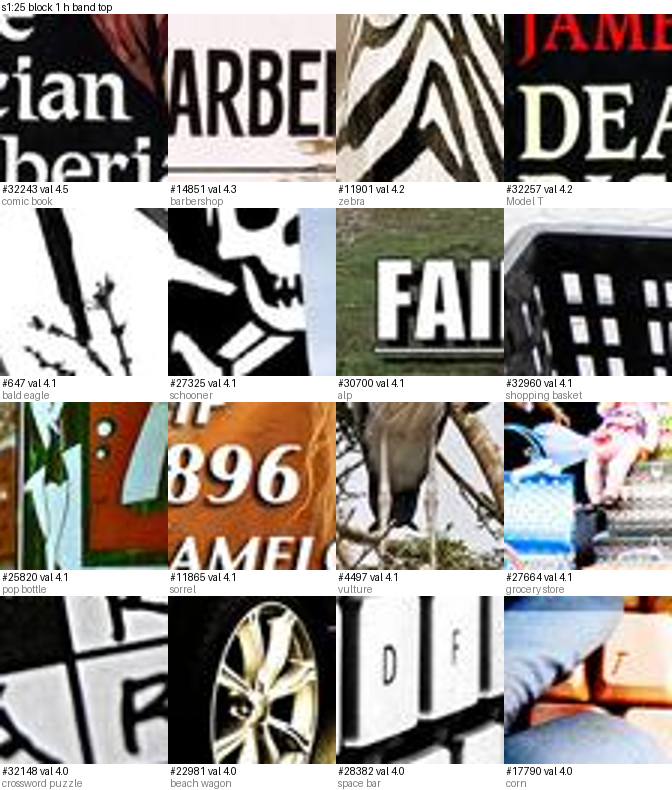 s1:25 block 1 h band top
e
cian
beri
ARBE
JAME
DEA
#32243 val 4.5
comic book
#14851 val 4.3
barbershop
#11901 val 4.2
zebra
#32257 val 4.2
Model T
FAI
#647 val 4.1
bald eagle
#27325 val 4.1
schooner
#30700 val 4.1
alp
#32960 val 4.1
shopping basket
896
AMEL
#25820 val 4.1
pop bottle
#11865 val 4.1
sorrel
#4497 val 4.1
vulture
#27664 val 4.1
grocery store
R
D
F
T
#32148 val 4.0
crossword puzzle
#22981 val 4.0
beach wagon
#28382 val 4.0
space bar
#17790 val 4.0
corn